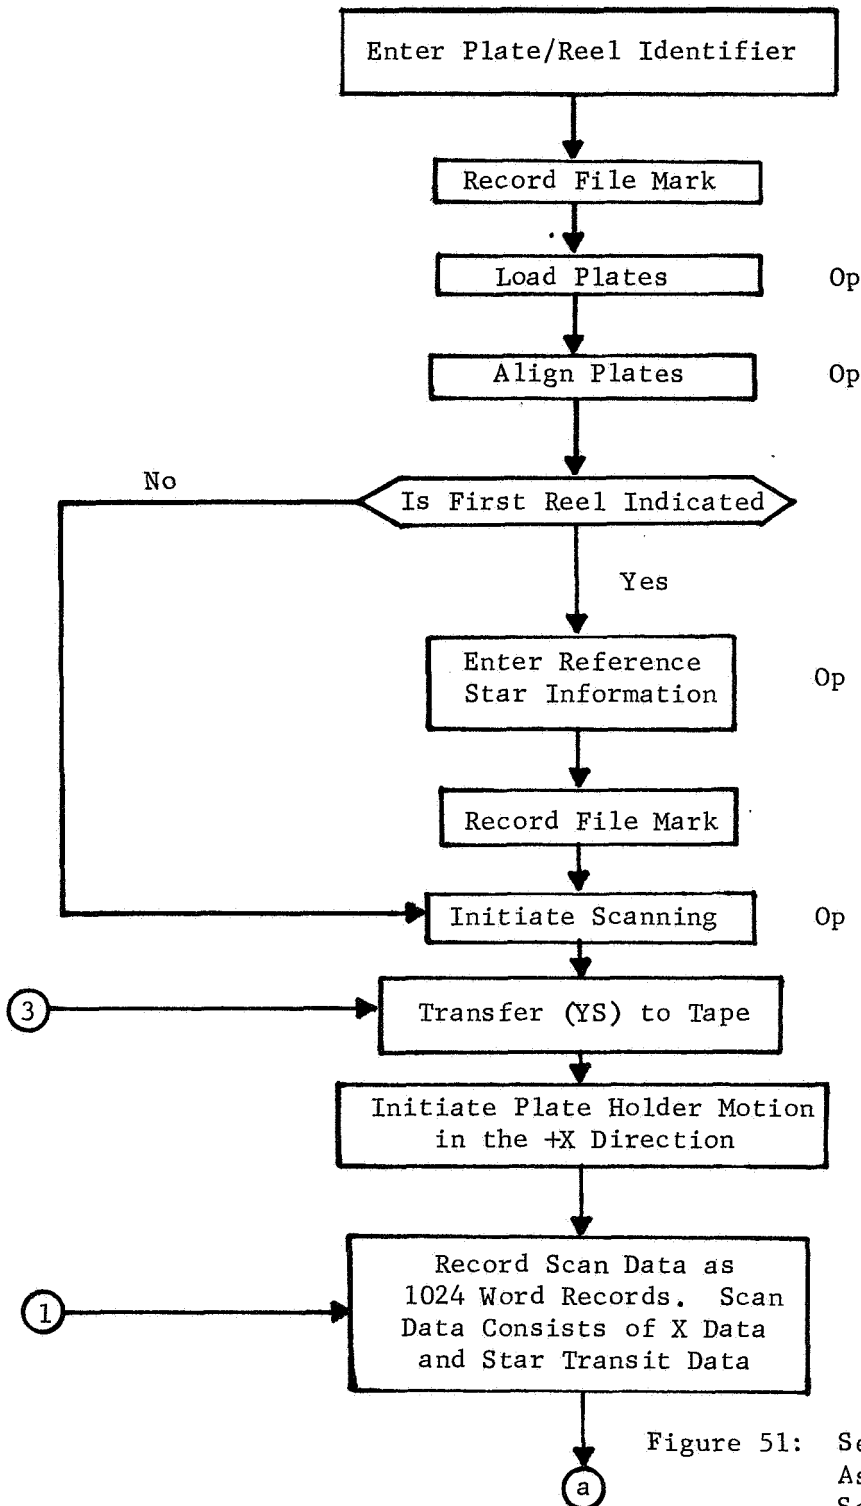 Enter Plate/Reel Identifier
Record File Mark
Load Plates
Op
Align Plates
Op
No
Is First Reel Indicated
Yes
Enter Reference
Star Information
Op
Record File Mark
Initiate Scanning
Op
3
Transfer (YS) to Tape
Initiate Plate Holder Motion
in the +X Direction
Record Scan Data as
1024 Word Records. Scan
Data Consists of X Data
and Star Transit Data
1
Figure 51: Se
As
a